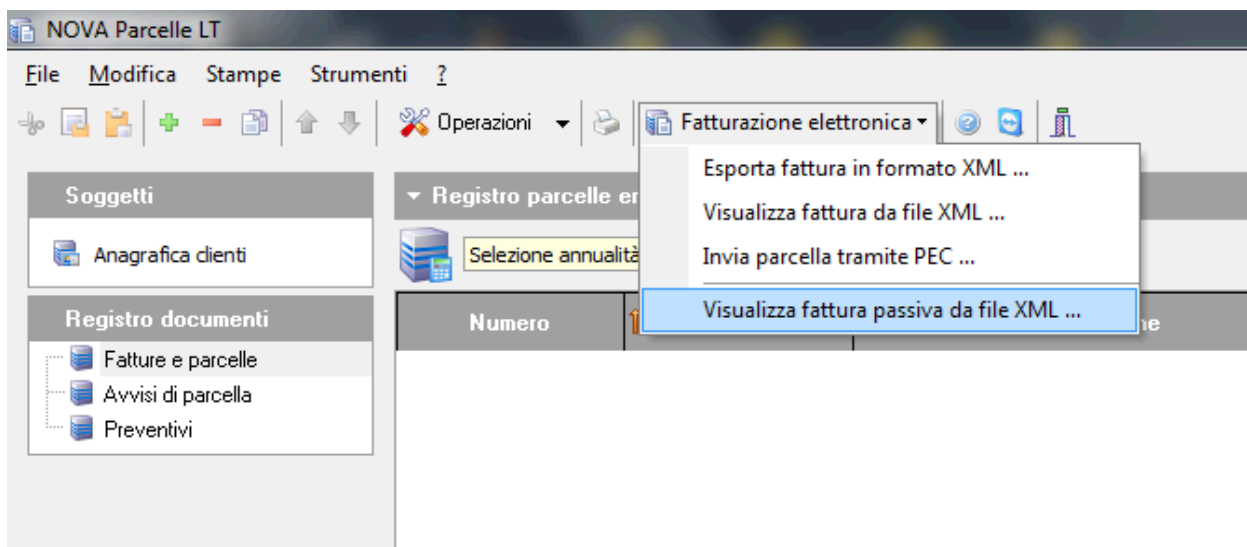 NOVA Parcelle LT
File Modifica Stampe Strumenti ?
Operazioni Fatturazione elettronica
Esporta fattura in formato XML ...
Visualizza fattura da file XML ...
Invia parcella tramite PEC ...
Visualizza fattura passiva da file XML ...
Soggetti
Anagrafica clienti
Registro documenti
Fatture e parcelle
Avvisi di parcella
Preventivi
Registro parcelle
Selezione annualità
Numero